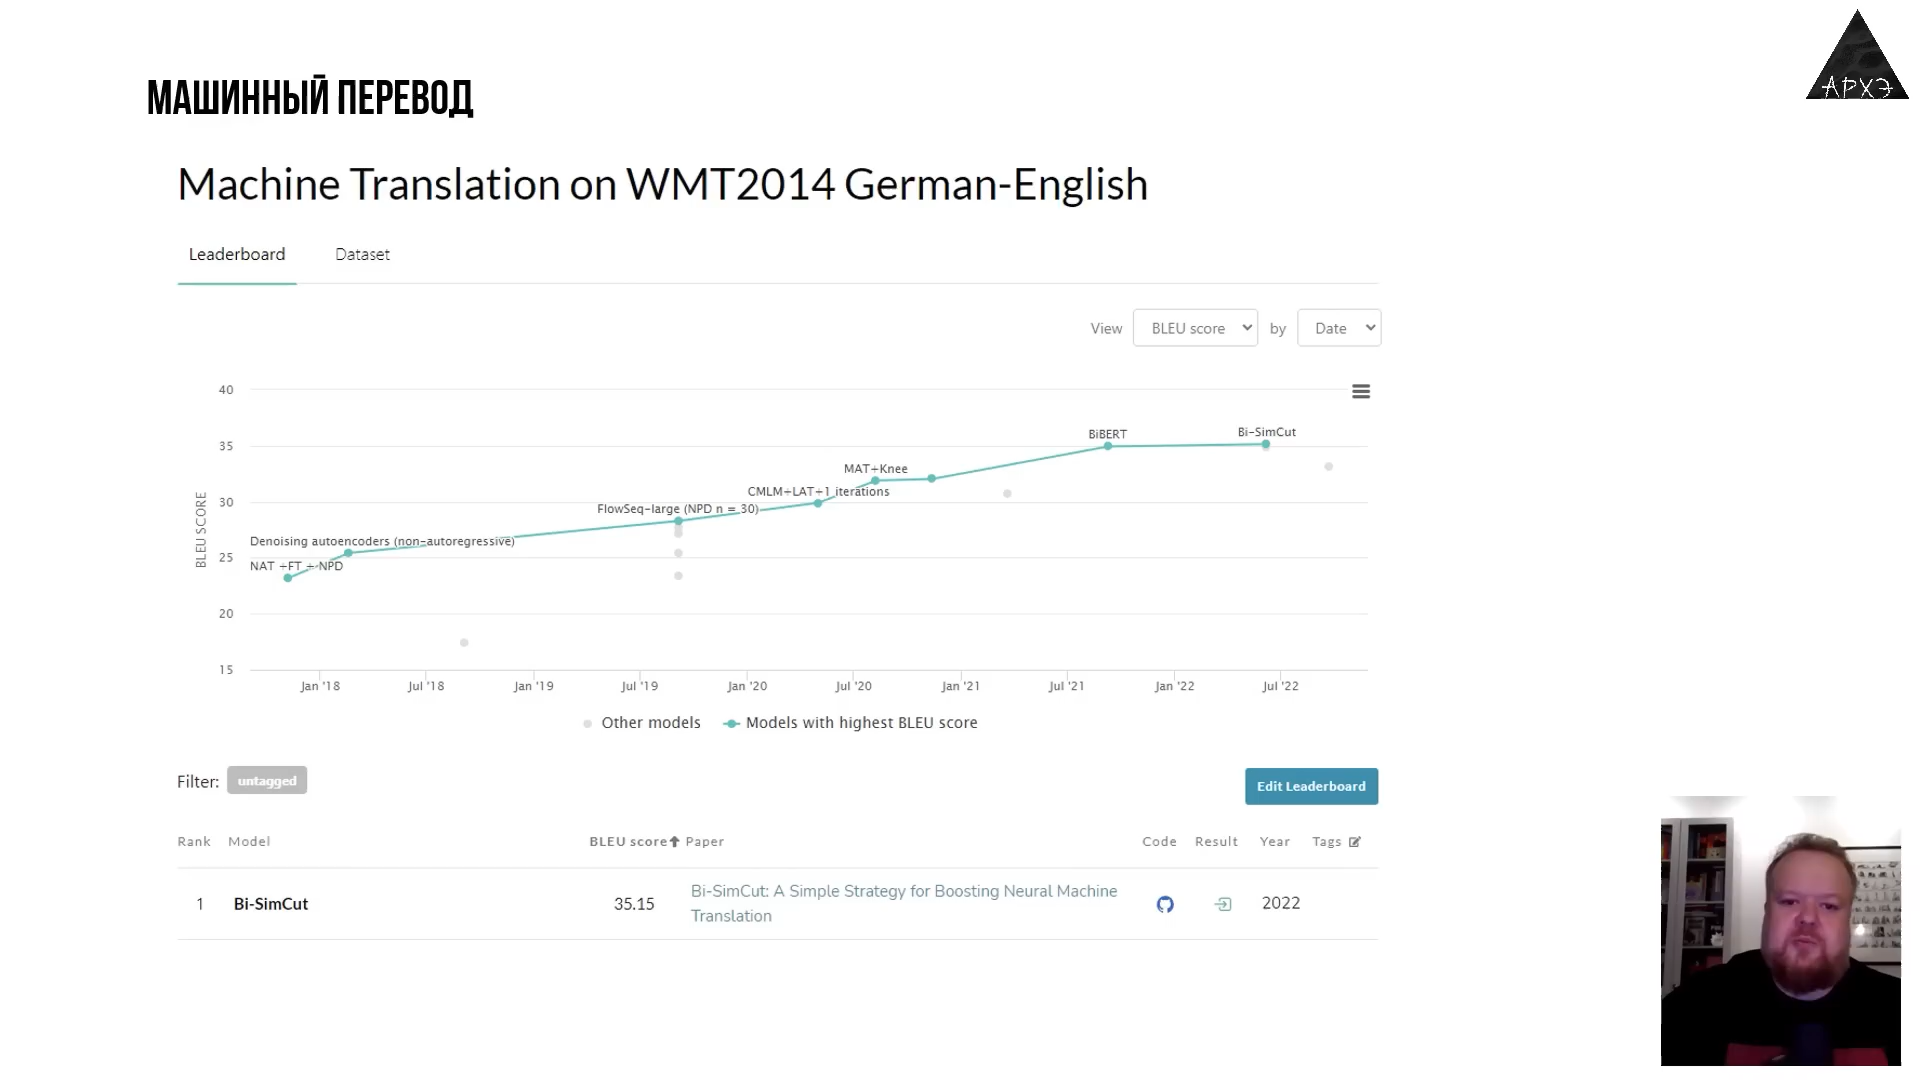 АРХЭ
МАШИННЫЙ ПЕРЕВОД
Machine Translation on WMT2014 German-English
Leaderboard Dataset
View BLEU score by Date
40
35
30
25
20
15
BLEU SCORE
BiBERT
Bi-SimCut
MAT+Knee
CMLM+LAT+1 iterations
FlowSeq-large (NPD n = 30)
Denoising autoencoders (non-autoregressive)
NAT +FT + NPD
Jan '18 Jul '18 Jan '19 Jul '19 Jan '20 Jul '20 Jan '21 Jul '21 Jan '22 Jul '22
Other models Models with highest BLEU score
Filter: untagged
Edit Leaderboard
Rank Model BLEU score Paper Code Result Year Tags
1 Bi-SimCut 35.15 Bi-SimCut: A Simple Strategy for Boosting Neural Machine 2022
Translation